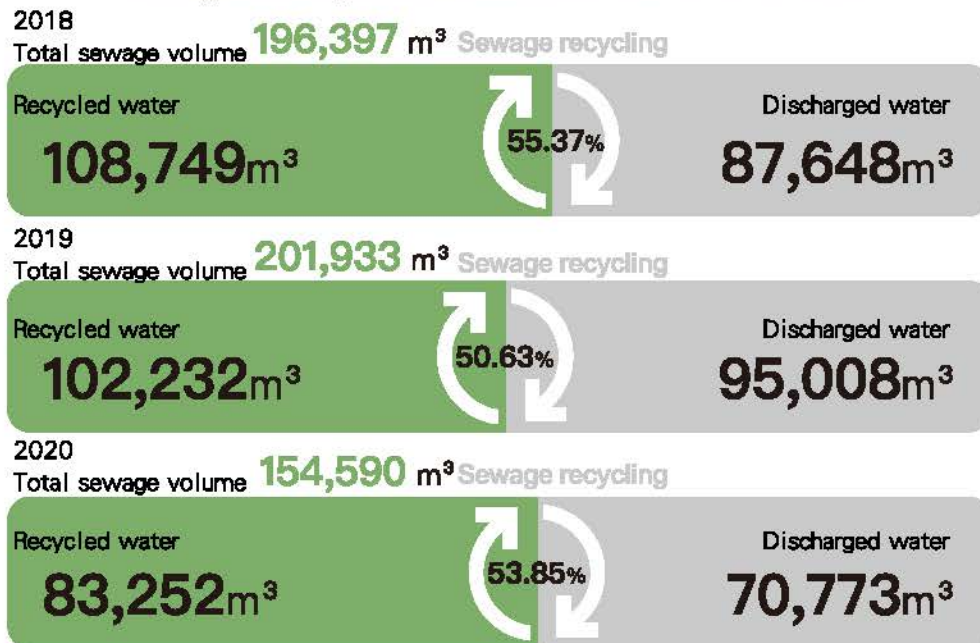 2018
Total sewage volume 196,397 m³ Sewage recycling
Recycled water
Discharged water
108,749m³
55.37%
87,648m³
2019
Total sewage volume 201,933 m³ Sewage recycling
Recycled water
Discharged water
102,232m³
50.63%
95,008m³
2020
Total sewage volume 154,590 m³ Sewage recycling
Recycled water
Discharged water
83,252m³
53.85%
70,773m³